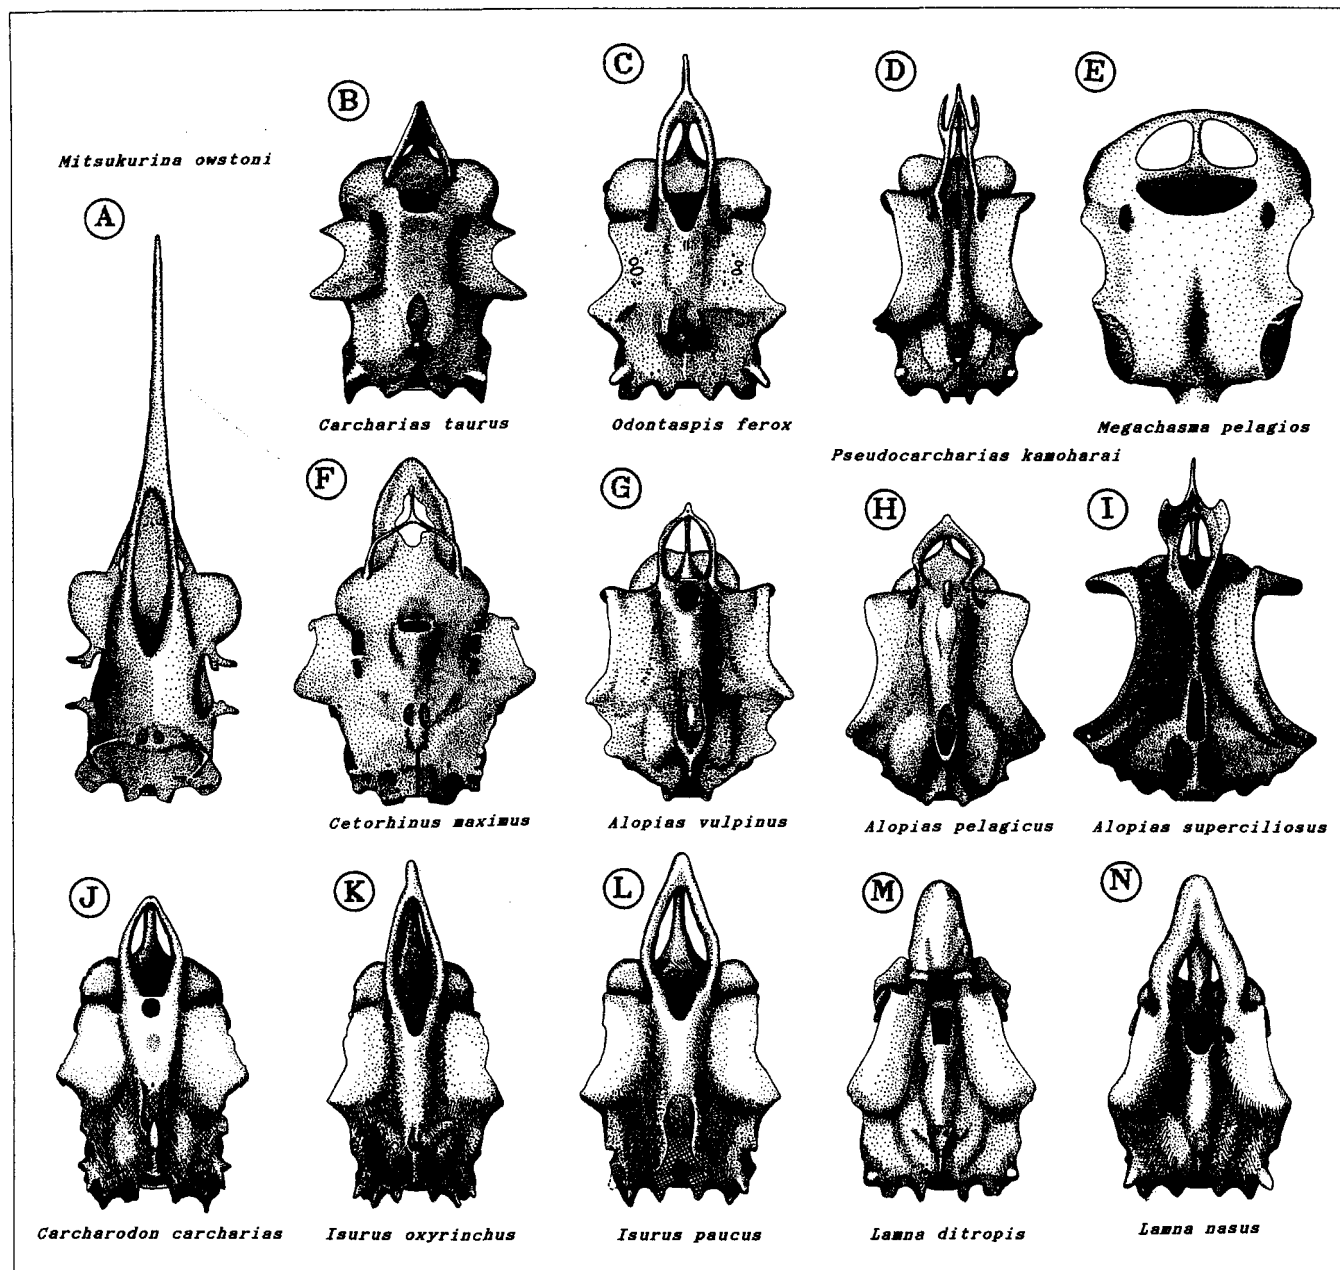 Mitsukurina owstoni
A
B
Carcharias taurus
C
Odontaspis ferox
D
Pseudocarcharias kamoharai
E
Megachasma pelagios
F
Cetorhinus maximus
G
Alopias vulpinus
H
Alopias pelagicus
I
Alopias superciliosus
J
Carcharodon carcharias
K
Isurus oxyrinchus
L
Isurus paucus
M
Lamna ditropis
N
Lamna nasus